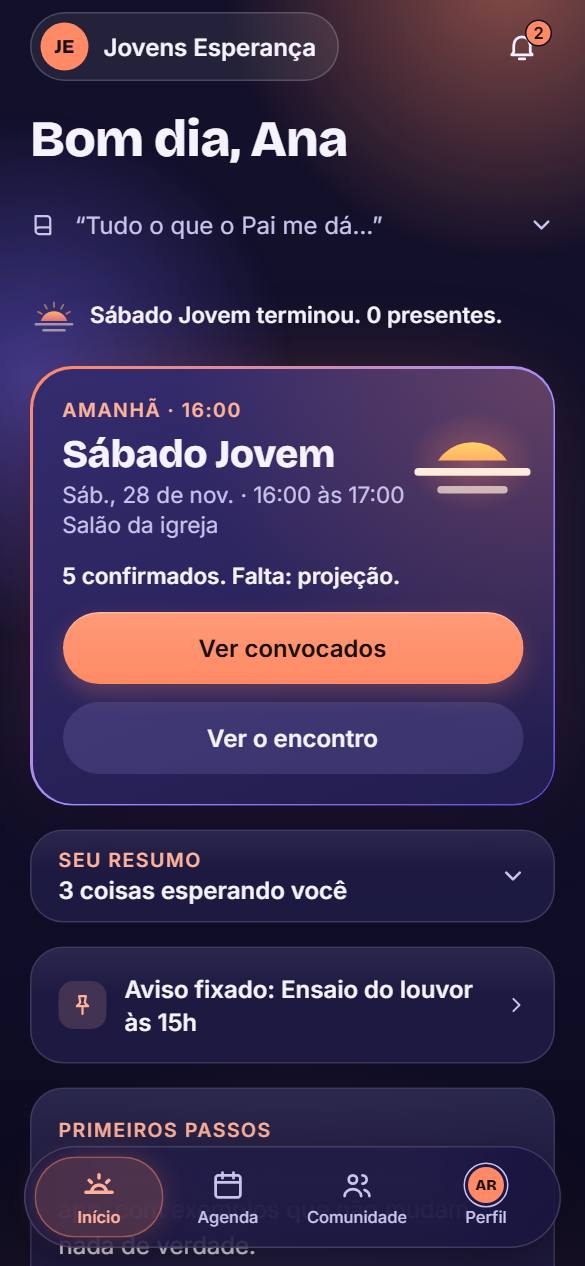 JE
Jovens Esperança
2
Bom dia, Ana
“Tudo o que o Pai me dá...”
Sábado Jovem terminou. 0 presentes.
AMANHÃ · 16:00
Sábado Jovem
Sáb., 28 de nov. · 16:00 às 17:00
Salão da igreja
5 confirmados. Falta: projeção.
Ver convocados
Ver o encontro
SEU RESUMO
3 coisas esperando você
Aviso fixado: Ensaio do louvor
às 15h
PRIMEIROS PASSOS
AR
Início
Agenda
Comunidade
Perfil
nada de verdade.